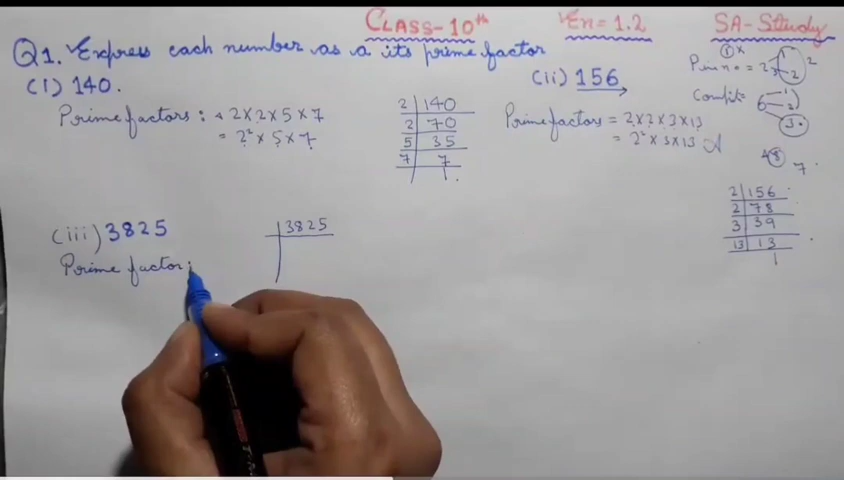 CLASS-10th
Ex = 1.2
SA-Study
Q1. Express each number as a its prime factor
(i) 140.
Prime factors : 2 x 2 x 5 x 7
= 2² x 5 x 7
2 | 140
2 | 70
5 | 35
7 | 7
1.
(ii) 156
Prime factors = 2 x 2 x 3 x 13
= 2² x 3 x 13
2 | 156
2 | 78
3 | 39
13 | 13
1
(iii) 3825
Prime factor:
3825